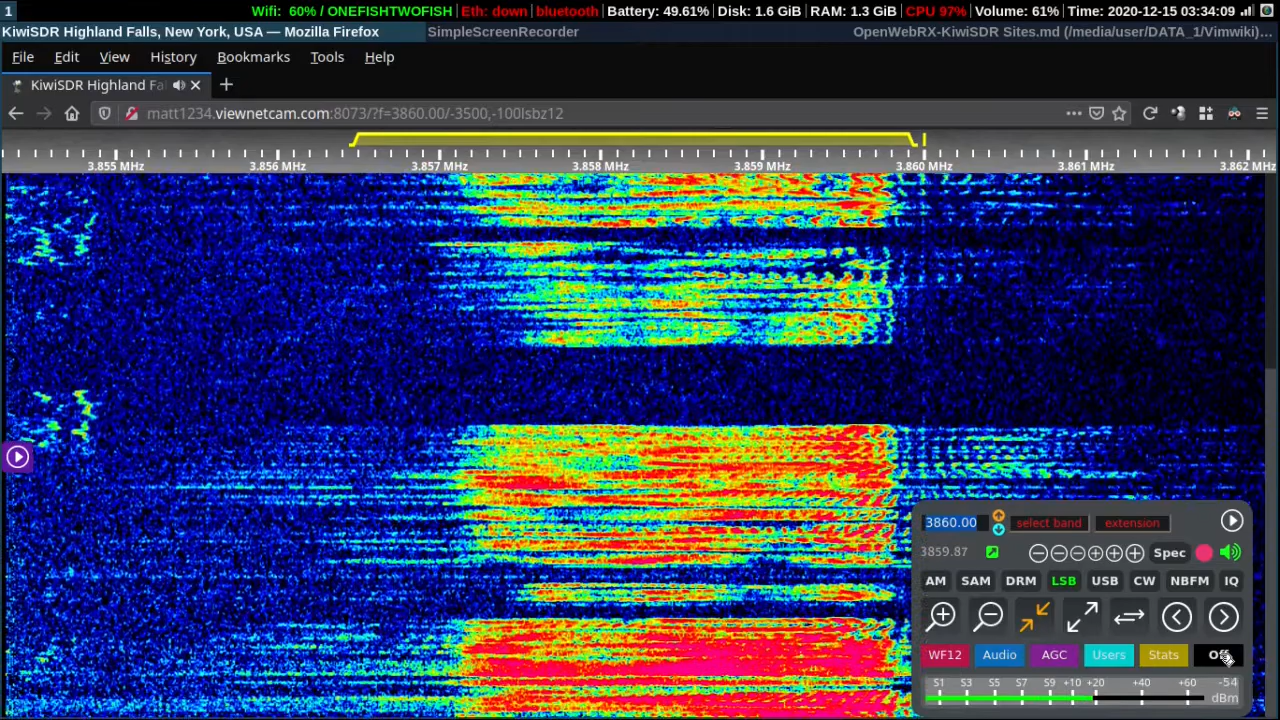 1 Wifi: 60% / ONEFISHTWOFISH Eth: down bluetooth Battery: 49.61% Disk: 1.6 GiB RAM: 1.3 GiB CPU 97% Volume: 61% Time: 2020-12-15 03:34:09
KiwiSDR Highland Falls, New York, USA — Mozilla Firefox SimpleScreenRecorder OpenWebRX-KiwiSDR Sites.md (/media/user/DATA_1/Vimwiki)...
File Edit View History Bookmarks Tools Help
KiwiSDR Highland Fa
matt1234.viewnetcam.com:8073/?f=3860.00/-3500,-100lsbz12
3.855 MHz 3.856 MHz 3.857 MHz 3.858 MHz 3.859 MHz 3.860 MHz 3.861 MHz 3.862 MHz
3860.00 select band extension
3859.87 Spec
AM SAM DRM LSB USB CW NBFM IQ
WF12 Audio AGC Users Stats Off
S1 S3 S5 S7 S9 +10 +20 +40 +60 -54
dBm